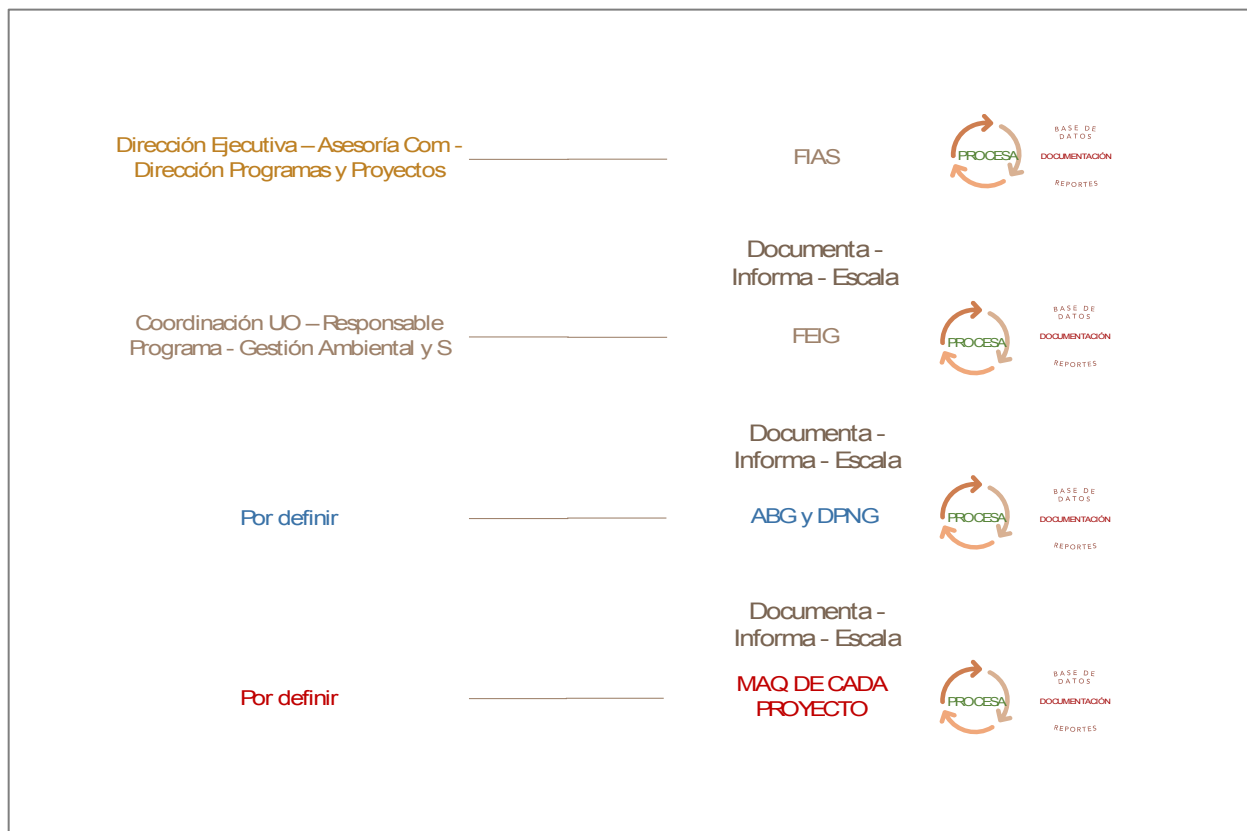 Dirección Ejecutiva – Asesoría Com -
Dirección Programas y Proyectos
FIAS
PROCESA
BASE DE
DATOS
DOCUMENTACIÓN
REPORTES
Documenta -
Informa - Escala
Coordinación UO – Responsable
Programa - Gestión Ambiental y S
FEIG
PROCESA
BASE DE
DATOS
DOCUMENTACIÓN
REPORTES
Documenta -
Informa - Escala
Por definir
ABG y DPNG
PROCESA
BASE DE
DATOS
DOCUMENTACIÓN
REPORTES
Documenta -
Informa - Escala
Por definir
MAQ DE CADA
PROYECTO
PROCESA
BASE DE
DATOS
DOCUMENTACIÓN
REPORTES